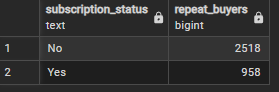 subscription_status repeat_buyers
text bigint
1 No 2518
2 Yes 958